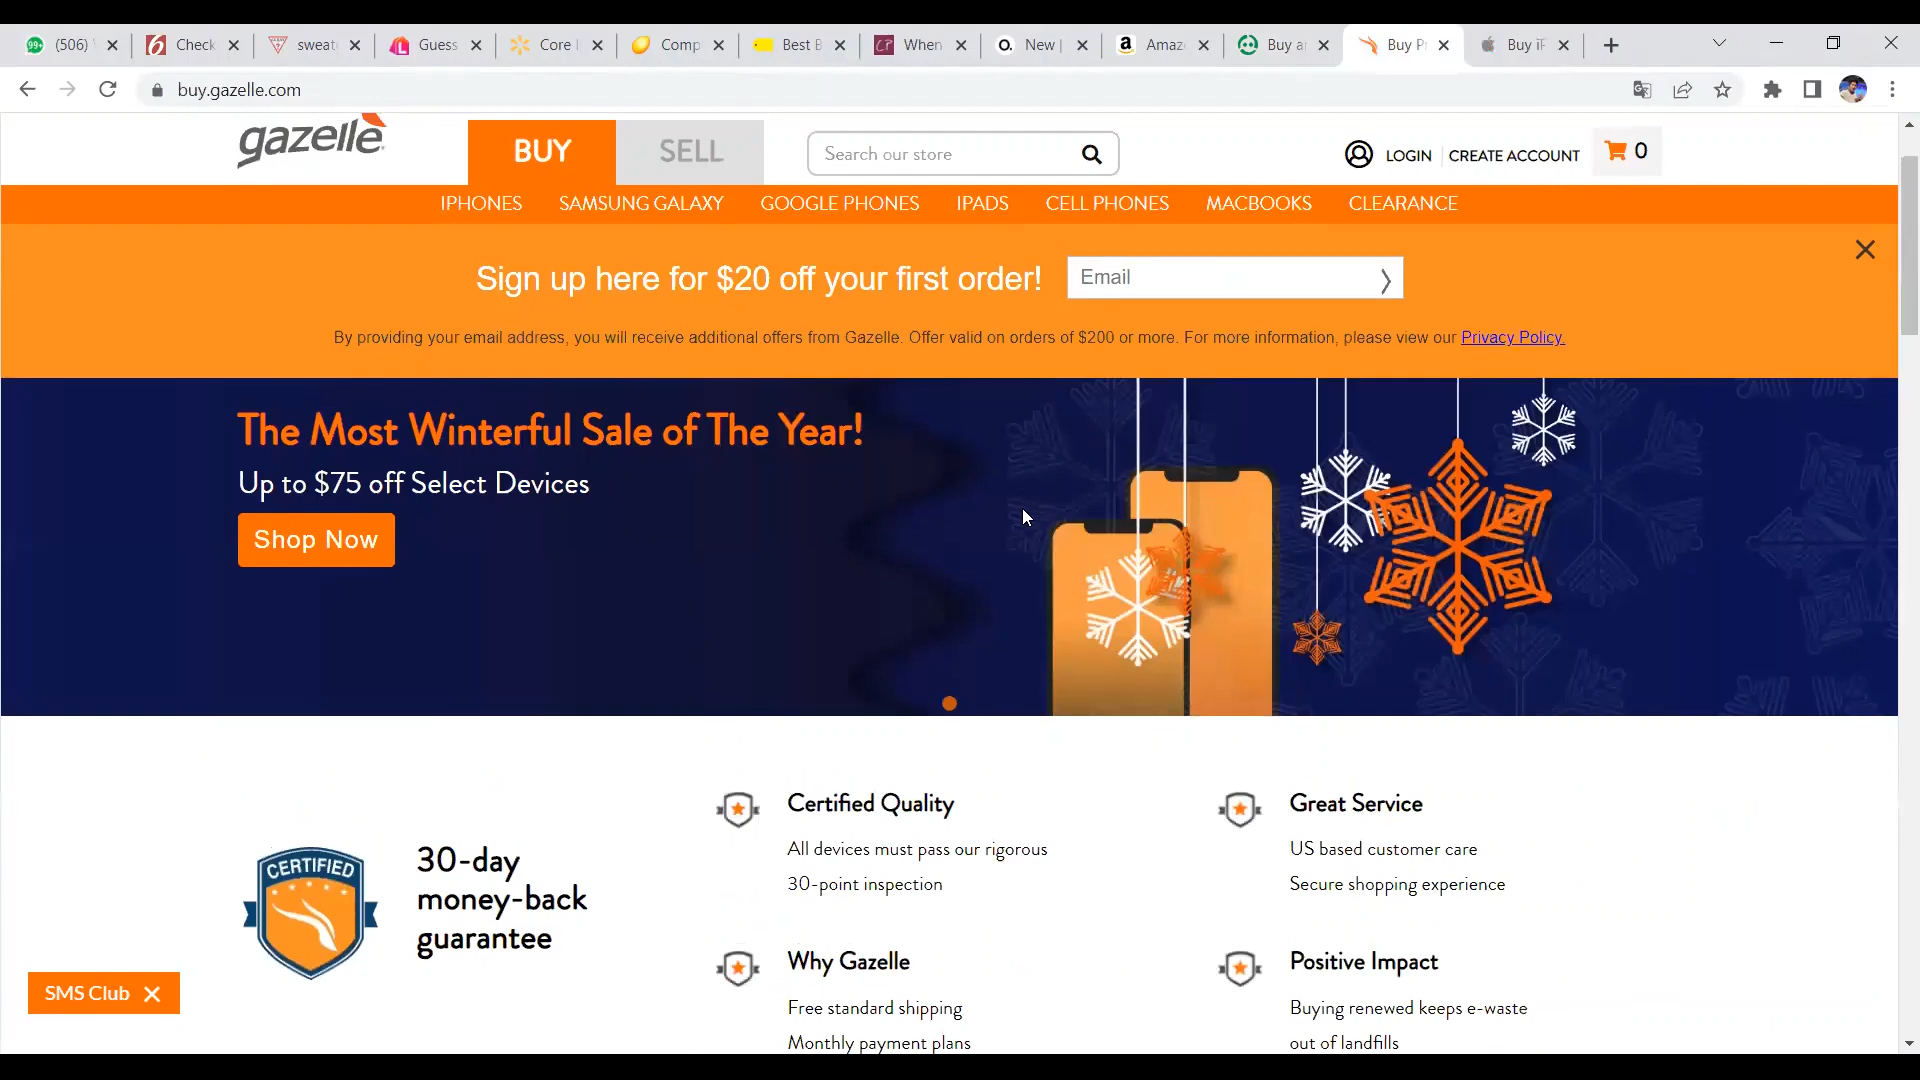 99+ (506) Check sweat Guess Core Comp Best B When New Amaz Buy a Buy P Buy iP
buy.gazelle.com
gazelle
BUY SELL Search our store LOGIN CREATE ACCOUNT 0
IPHONES SAMSUNG GALAXY GOOGLE PHONES IPADS CELL PHONES MACBOOKS CLEARANCE
Sign up here for $20 off your first order! Email
By providing your email address, you will receive additional offers from Gazelle. Offer valid on orders of $200 or more. For more information, please view our Privacy Policy.
The Most Winterful Sale of The Year!
Up to $75 off Select Devices
Shop Now
CERTIFIED
30-day
money-back
guarantee
Certified Quality
All devices must pass our rigorous
30-point inspection
Great Service
US based customer care
Secure shopping experience
Why Gazelle
Free standard shipping
Monthly payment plans
Positive Impact
Buying renewed keeps e-waste
out of landfills
SMS Club